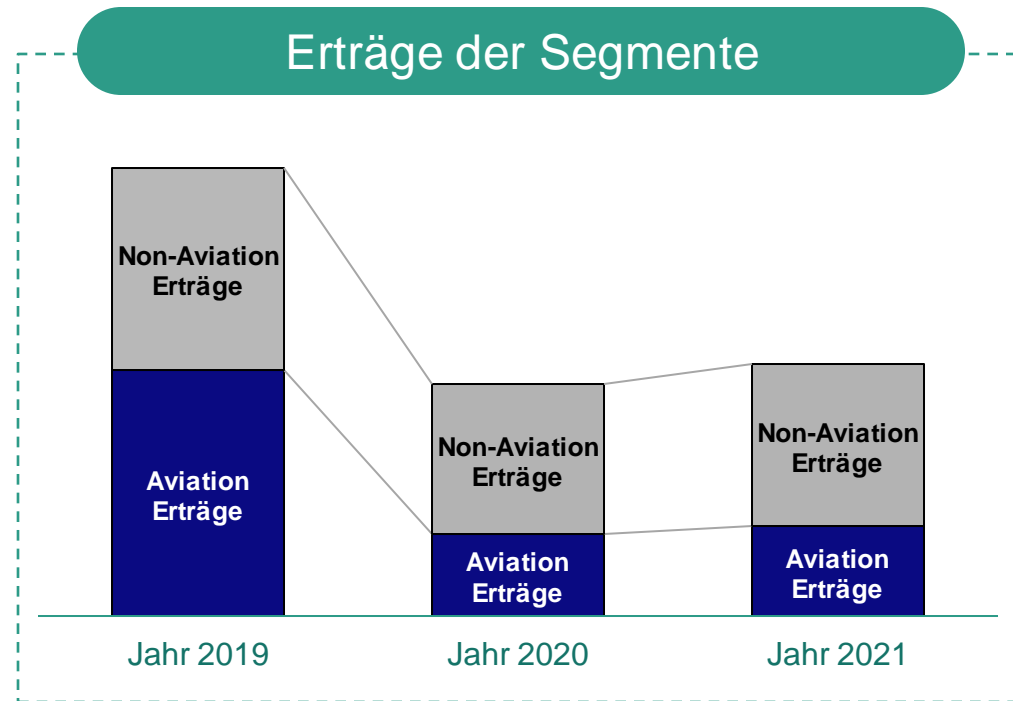 Erträge der Segmente
Non-Aviation
Erträge
Aviation
Erträge
Non-Aviation
Erträge
Aviation
Erträge
Non-Aviation
Erträge
Aviation
Erträge
Jahr 2019
Jahr 2020
Jahr 2021